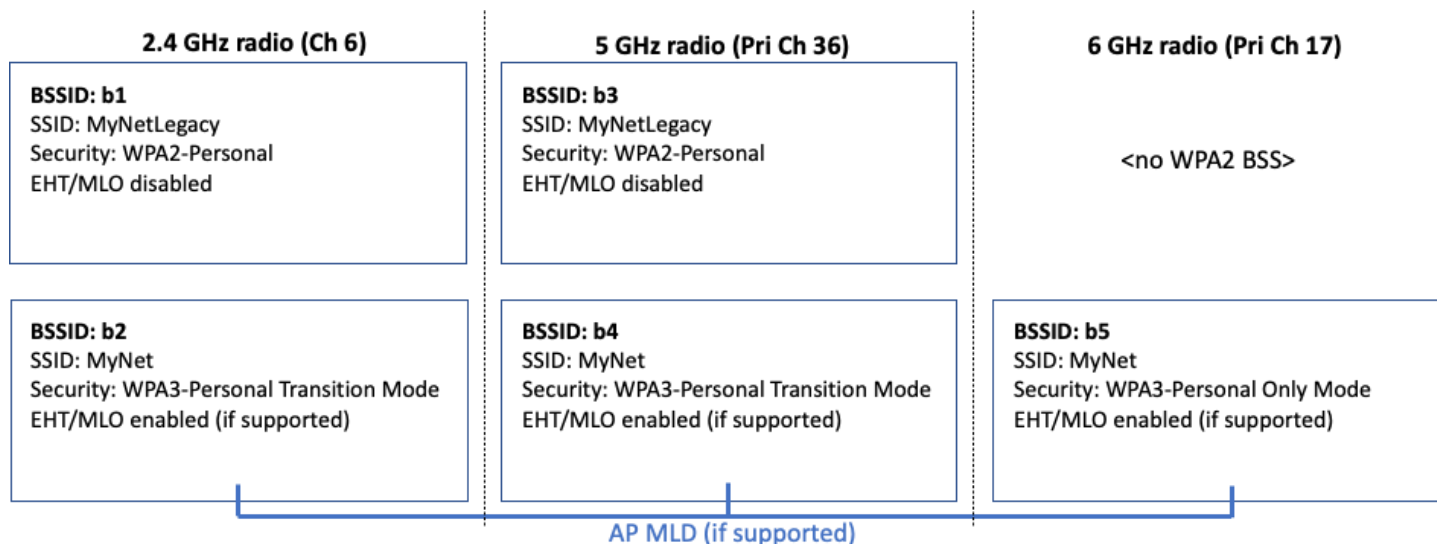 2.4 GHz radio (Ch 6)
5 GHz radio (Pri Ch 36)
6 GHz radio (Pri Ch 17)
BSSID: b1
SSID: MyNetLegacy
Security: WPA2-Personal
EHT/MLO disabled
BSSID: b3
SSID: MyNetLegacy
Security: WPA2-Personal
EHT/MLO disabled
<no WPA2 BSS>
BSSID: b2
SSID: MyNet
Security: WPA3-Personal Transition Mode
EHT/MLO enabled (if supported)
BSSID: b4
SSID: MyNet
Security: WPA3-Personal Transition Mode
EHT/MLO enabled (if supported)
BSSID: b5
SSID: MyNet
Security: WPA3-Personal Only Mode
EHT/MLO enabled (if supported)
AP MLD (if supported)